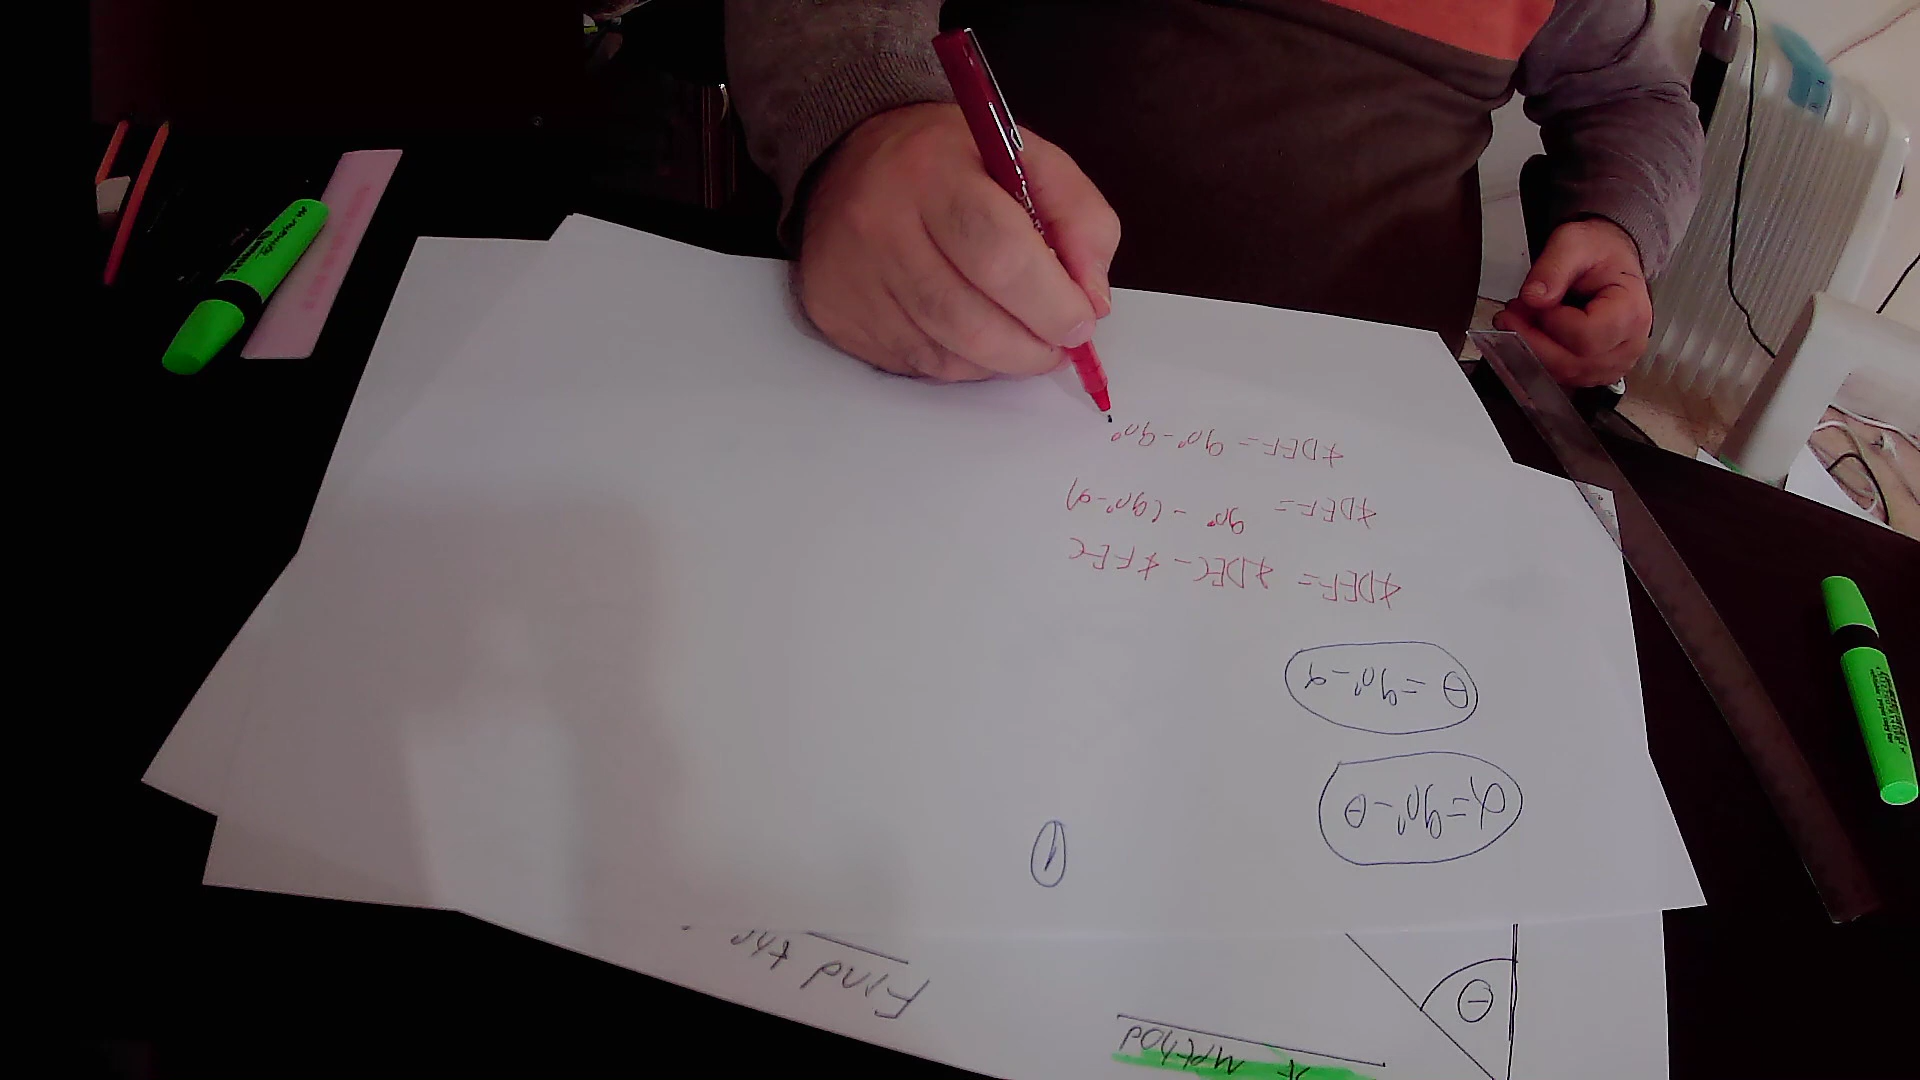 * method
Find the
①
α=90°-θ
θ=90°-α
∡DEF= ∡DEC-∡FEC
∡DEF= 90°-(90°-α)
∡DEF=90°-90°
θ